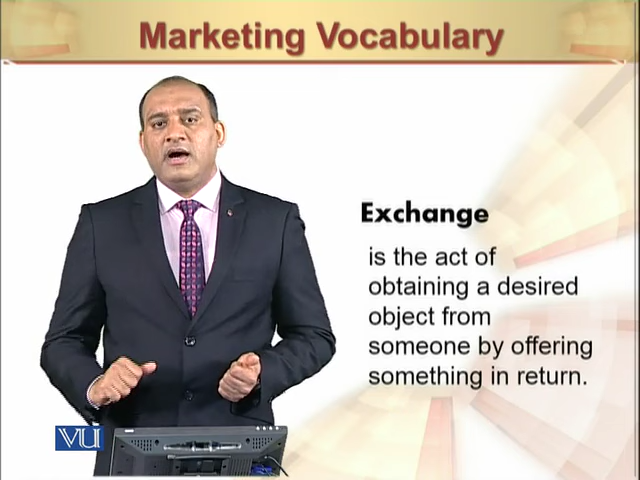 Marketing Vocabulary
Exchange
is the act of
obtaining a desired
object from
someone by offering
something in return.
VU